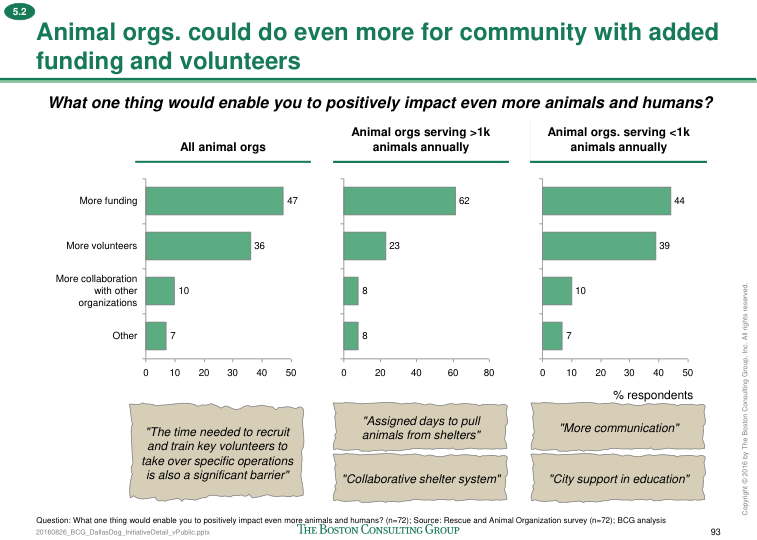 5.2
Animal orgs. could do even more for community with added
funding and volunteers
What one thing would enable you to positively impact even more animals and humans?
All animal orgs
Animal orgs serving >1k
animals annually
Animal orgs. serving <1k
animals annually
More funding
More volunteers
More collaboration
with other
organizations
Other
47
36
10
7
0 10 20 30 40 50
62
23
8
8
0 20 40 60 80
44
39
10
7
0 10 20 30 40 50
% respondents
"The time needed to recruit
and train key volunteers to
take over specific operations
is also a significant barrier"
"Assigned days to pull
animals from shelters"
"Collaborative shelter system"
"More communication"
"City support in education"
Question: What one thing would enable you to positively impact even more animals and humans? (n=72); Source: Rescue and Animal Organization survey (n=72); BCG analysis
20160826_BCG_DallasDog_InitiativeDetail_vPublic.pptx
THE BOSTON CONSULTING GROUP
93
Copyright © 2016 by The Boston Consulting Group, Inc. All rights reserved.